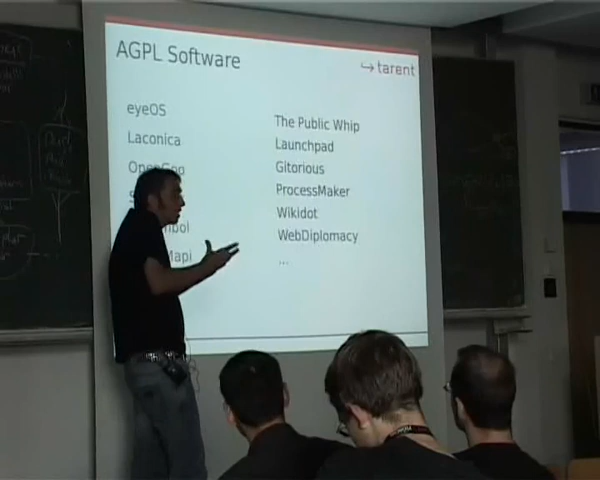 AGPL Software
tarent
eyeOS
Laconica
The Public Whip
Launchpad
Gitorious
ProcessMaker
Wikidot
WebDiplomacy
...